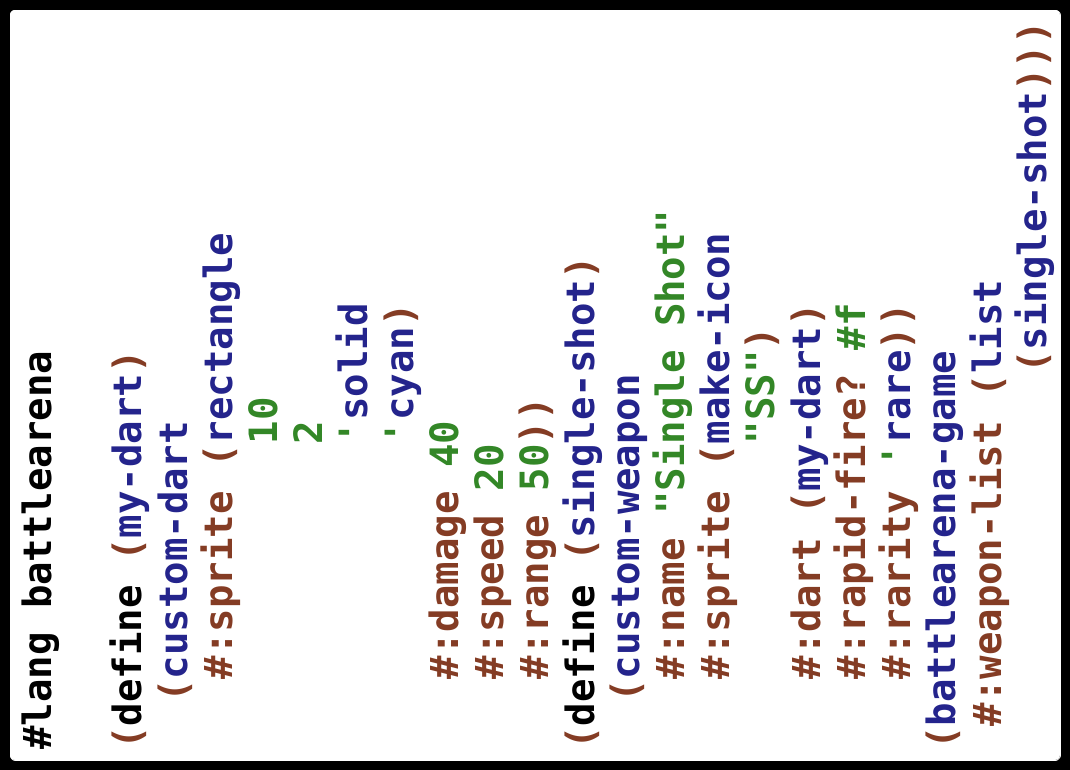 #lang battlearena

(define (my-dart)
  (custom-dart
   #:sprite (rectangle
             10
             2
             'solid
             'cyan)
   #:damage 40
   #:speed 20
   #:range 50))
(define (single-shot)
  (custom-weapon
   #:name "Single Shot"
   #:sprite (make-icon
             "SS")
   #:dart (my-dart)
   #:rapid-fire? #f
   #:rarity 'rare))
(battlearena-game
 #:weapon-list (list
                (single-shot)))